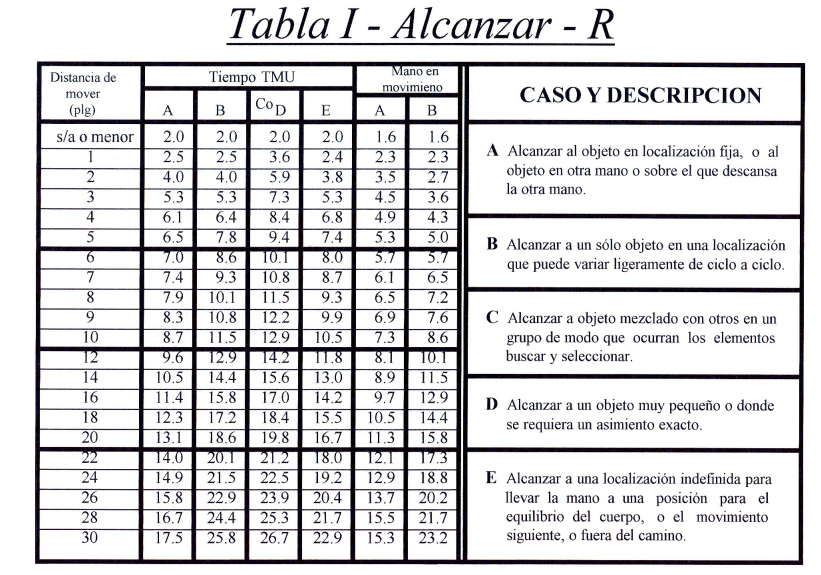 Tabla I - Alcanzar - R
Distancia de mover (plg) Tiempo TMU Mano en movimieno
A B C o D E A B
s/a o menor 2.0 2.0 2.0 2.0 1.6 1.6
1 2.5 2.5 3.6 2.4 2.3 2.3
2 4.0 4.0 5.9 3.8 3.5 2.7
3 5.3 5.3 7.3 5.3 4.5 3.6
4 6.1 6.4 8.4 6.8 4.9 4.3
5 6.5 7.8 9.4 7.4 5.3 5.0
6 7.0 8.6 10.1 8.0 5.7 5.7
7 7.4 9.3 10.8 8.7 6.1 6.5
8 7.9 10.1 11.5 9.3 6.5 7.2
9 8.3 10.8 12.2 9.9 6.9 7.6
10 8.7 11.5 12.9 10.5 7.3 8.6
12 9.6 12.9 14.2 11.8 8.1 10.1
14 10.5 14.4 15.6 13.0 8.9 11.5
16 11.4 15.8 17.0 14.2 9.7 12.9
18 12.3 17.2 18.4 15.5 10.5 14.4
20 13.1 18.6 19.8 16.7 11.3 15.8
22 14.0 20.1 21.2 18.0 12.1 17.3
24 14.9 21.5 22.5 19.2 12.9 18.8
26 15.8 22.9 23.9 20.4 13.7 20.2
28 16.7 24.4 25.3 21.7 15.5 21.7
30 17.5 25.8 26.7 22.9 15.3 23.2
CASO Y DESCRIPCION
A Alcanzar al objeto en localización fija, o al
objeto en otra mano o sobre el que descansa
la otra mano.
B Alcanzar a un sólo objeto en una localización
que puede variar ligeramente de ciclo a ciclo.
C Alcanzar a objeto mezclado con otros en un
grupo de modo que ocurran los elementos
buscar y seleccionar.
D Alcanzar a un objeto muy pequeño o donde
se requiera un asimiento exacto.
E Alcanzar a una localización indefinida para
llevar la mano a una posición para el
equilibrio del cuerpo, o el movimiento
siguiente, o fuera del camino.